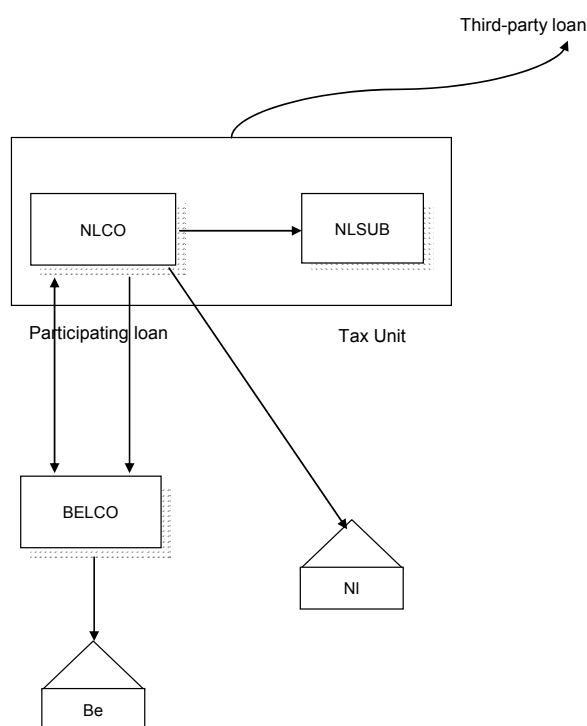 Third-party loan
NLCO
NLSUB
Participating loan
Tax Unit
BELCO
Nl
Be